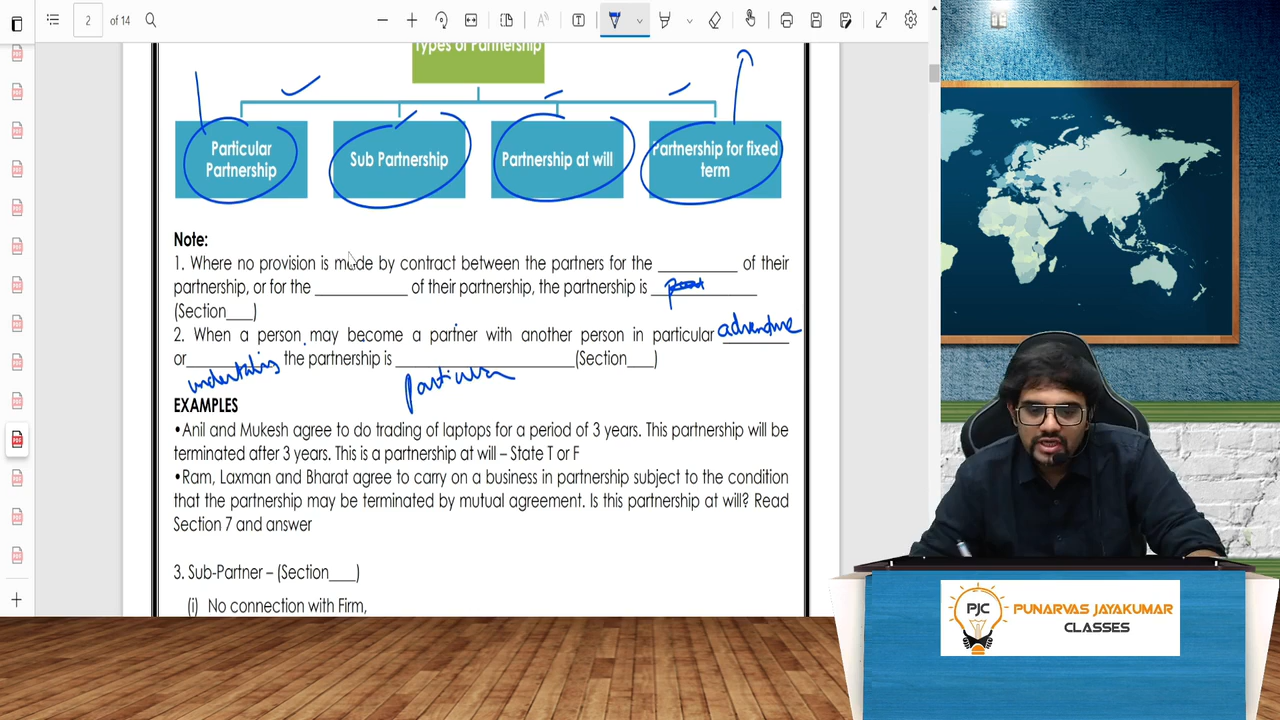 2
of 14
Types of Partnership
Particular
Partnership
Sub Partnership
Partnership at will
Partnership for fixed
term
Note:
1. Where no provision is made by contract between the partners for the __________ of their
partnership, or for the ____________ of their partnership, the partnership is ______________
(Section____)
2. When a person may become a partner with another person in particular adventure
or____________ the partnership is ________________________(Section____)
undertaking
particular
EXAMPLES
•Anil and Mukesh agree to do trading of laptops for a period of 3 years. This partnership will be
terminated after 3 years. This is a partnership at will – State T or F
•Ram, Laxman and Bharat agree to carry on a business in partnership subject to the condition
that the partnership may be terminated by mutual agreement. Is this partnership at will? Read
Section 7 and answer
3. Sub-Partner – (Section____)
(i) No connection with Firm,
PJC
PUNARVAS JAYAKUMAR
CLASSES